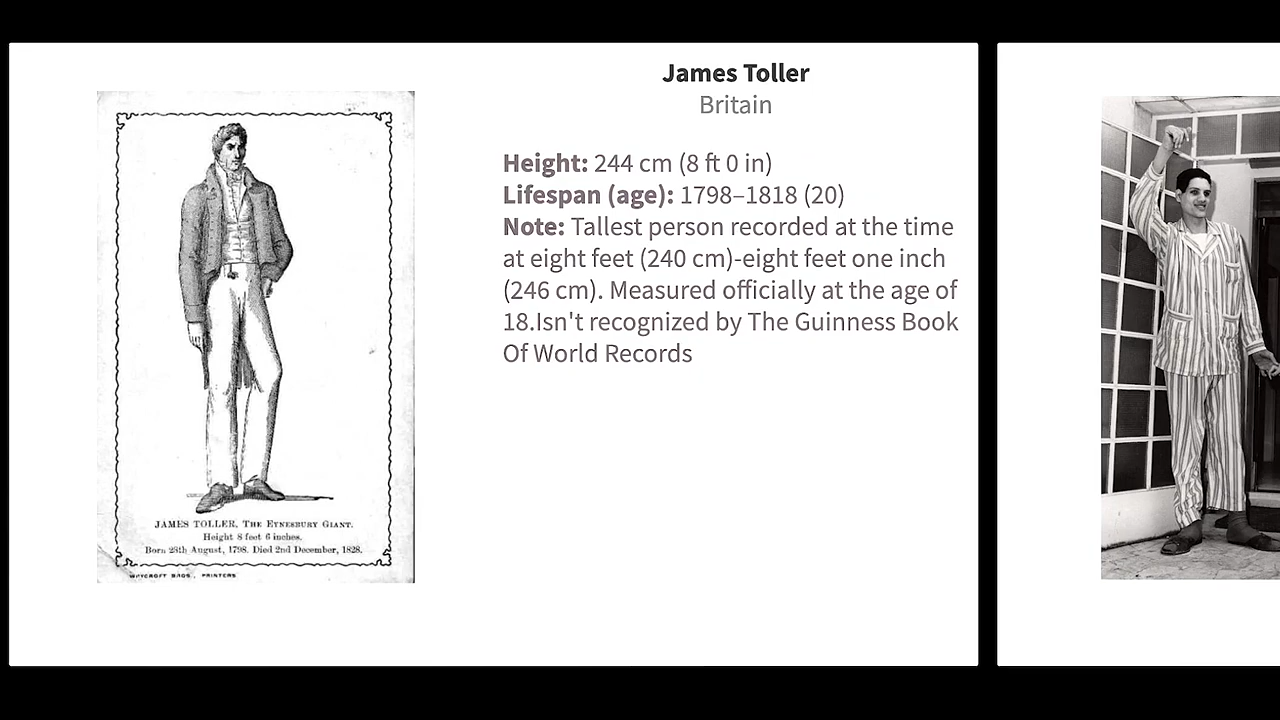 James Toller
Britain
Height: 244 cm (8 ft 0 in)
Lifespan (age): 1798–1818 (20)
Note: Tallest person recorded at the time
at eight feet (240 cm)-eight feet one inch
(246 cm). Measured officially at the age of
18.Isn't recognized by The Guinness Book
Of World Records
JAMES TOLLER, THE EYNESBURY GIANT.
Height 8 feet 6 inches.
Born 28th August, 1798. Died 2nd December, 1828.
BROS., PRINTERS